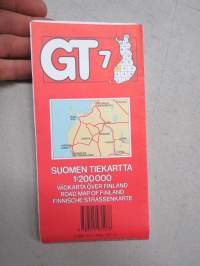 GT 7
SUOMEN TIEKARTTA
1:200 000
VÄGKARTA ÖVER FINLAND
ROAD MAP OF FINLAND
FINNISCHE STRASSENKARTE